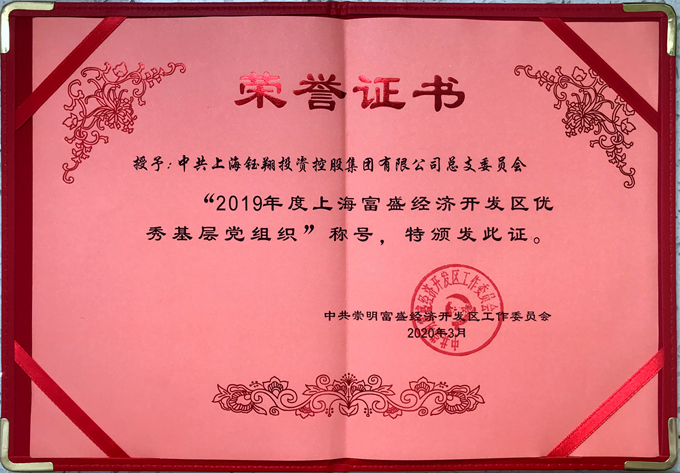 荣誉证书
授予：中共上海钰翔投资控股集团有限公司总支委员会
“2019年度上海富盛经济开发区优
秀基层党组织”称号，特颁发此证。
中共崇明富盛经济开发区工作委员会
2020年3月